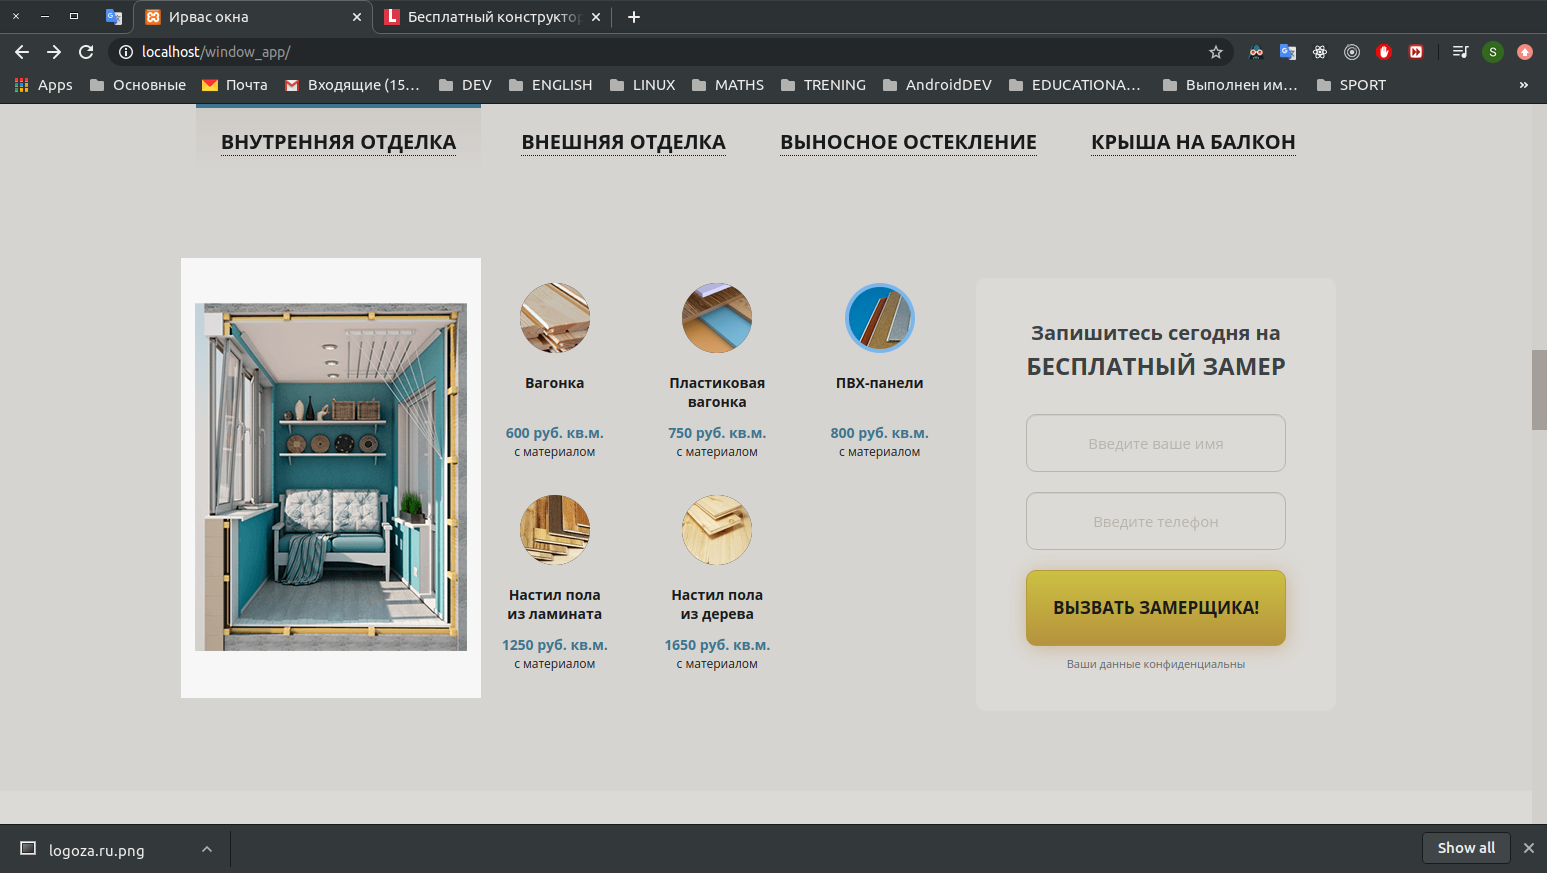 Ирвас окна
Бесплатный конструктор
localhost/window_app/
S
Apps
Основные
Почта
Входящие (15...
DEV
ENGLISH
LINUX
MATHS
TRENING
AndroidDEV
EDUCATIONA...
Выполнен им...
SPORT
»
ВНУТРЕННЯЯ ОТДЕЛКА
ВНЕШНЯЯ ОТДЕЛКА
ВЫНОСНОЕ ОСТЕКЛЕНИЕ
КРЫША НА БАЛКОН
Вагонка
600 руб. кв.м.
с материалом
Пластиковая
вагонка
750 руб. кв.м.
с материалом
ПВХ-панели
800 руб. кв.м.
с материалом
Настил пола
из ламината
1250 руб. кв.м.
с материалом
Настил пола
из дерева
1650 руб. кв.м.
с материалом
Запишитесь сегодня на
БЕСПЛАТНЫЙ ЗАМЕР
Введите ваше имя
Введите телефон
ВЫЗВАТЬ ЗАМЕРЩИКА!
Ваши данные конфиденциальны
logoza.ru.png
Show all